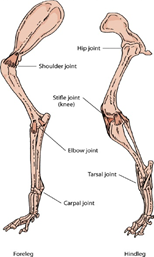 Hip joint
Shoulder joint
Stifle joint
(knee)
Elbow joint
Tarsal joint
Carpal joint
Foreleg
Hindleg